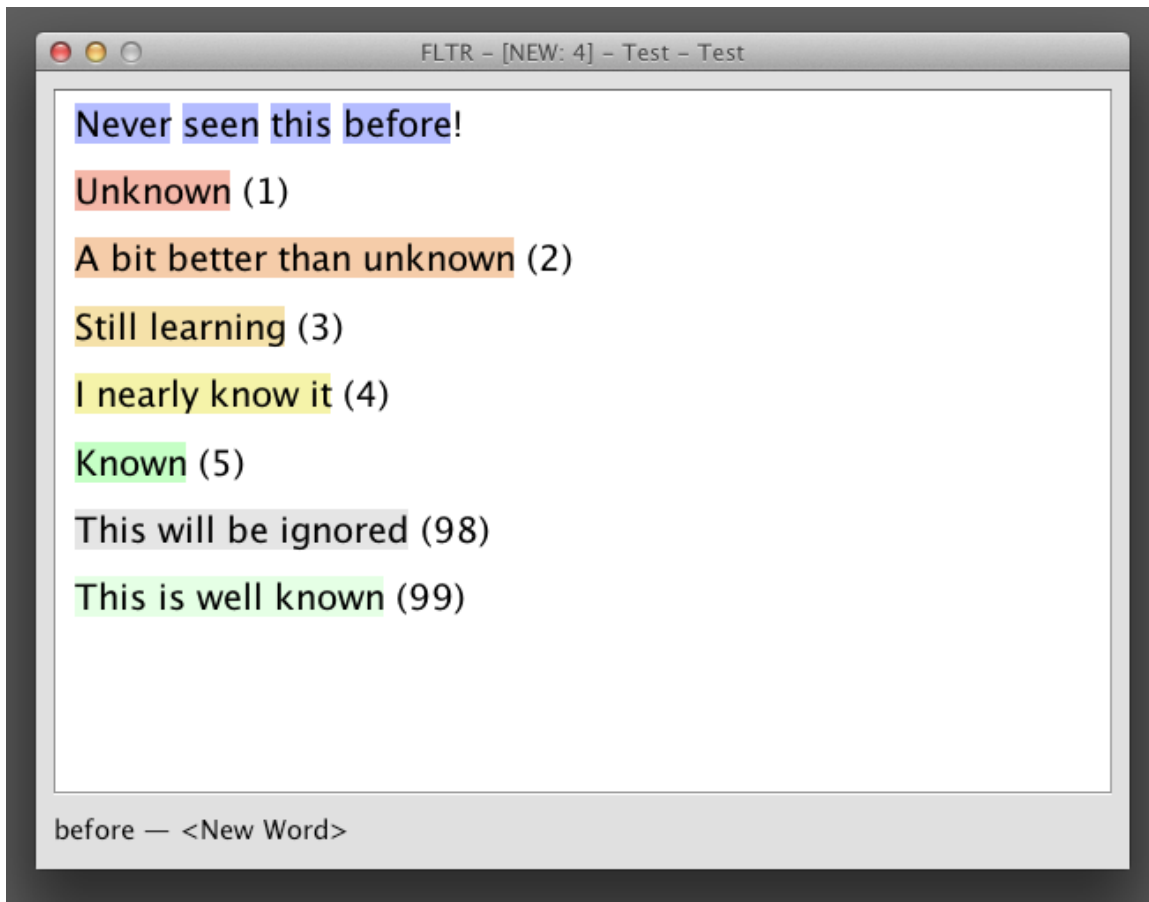 FLTR – [NEW: 4] – Test – Test
Never seen this before!
Unknown (1)
A bit better than unknown (2)
Still learning (3)
I nearly know it (4)
Known (5)
This will be ignored (98)
This is well known (99)
before — <New Word>